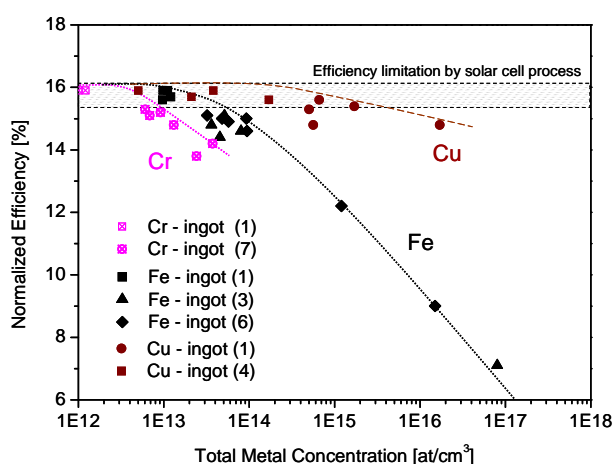 18
16
14
12
10
8
6
Normalized Efficiency [%]
Efficiency limitation by solar cell process
Cr
Cu
Fe
Cr - ingot (1)
Cr - ingot (7)
Fe - ingot (1)
Fe - ingot (3)
Fe - ingot (6)
Cu - ingot (1)
Cu - ingot (4)
1E12 1E13 1E14 1E15 1E16 1E17 1E18
Total Metal Concentration [at/cm³]